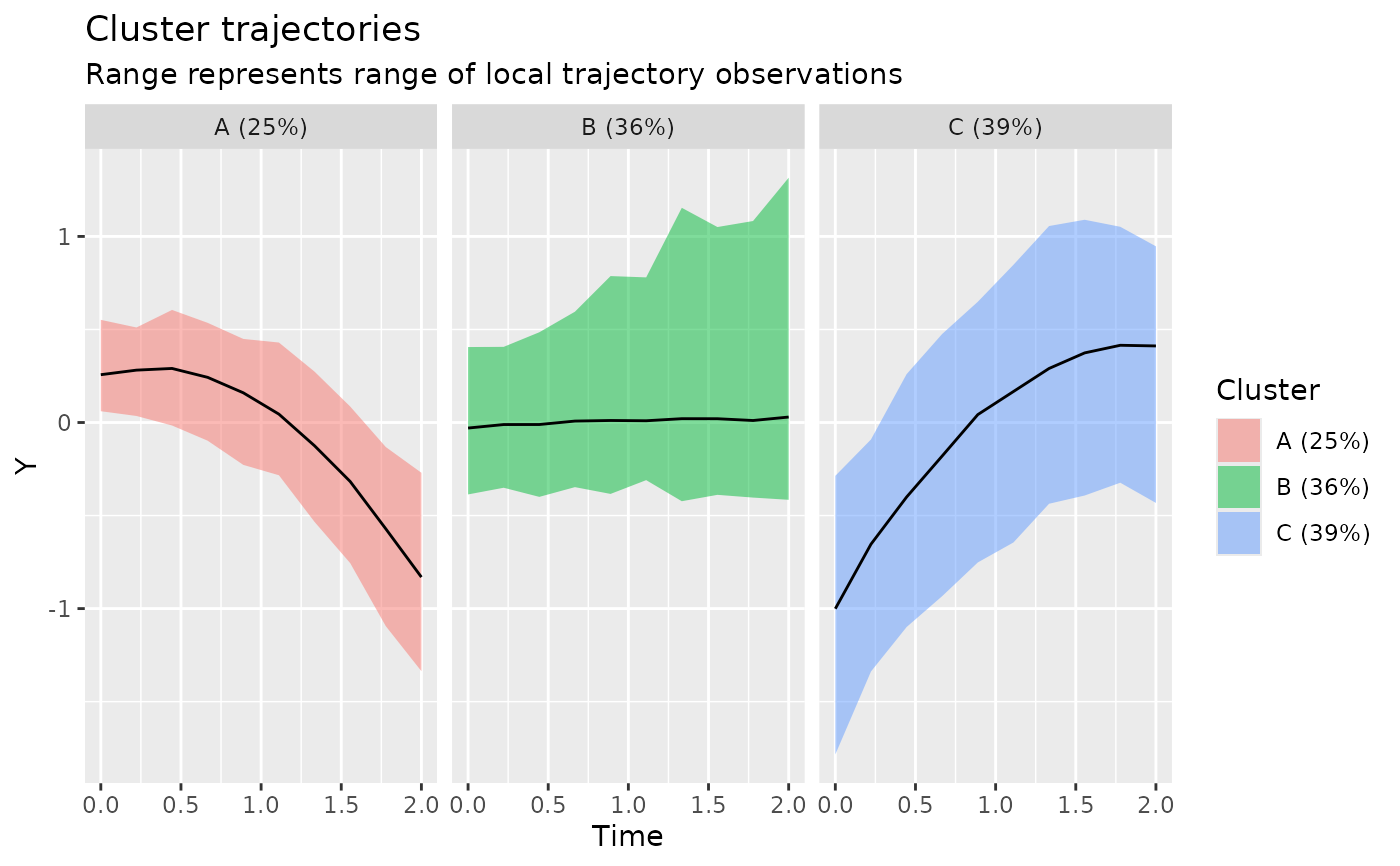 Cluster trajectories
Range represents range of local trajectory observations
A (25%) B (36%) C (39%)
1
0
-1
Y
0.0 0.5 1.0 1.5 2.0 0.0 0.5 1.0 1.5 2.0 0.0 0.5 1.0 1.5 2.0
Time
Cluster
A (25%)
B (36%)
C (39%)